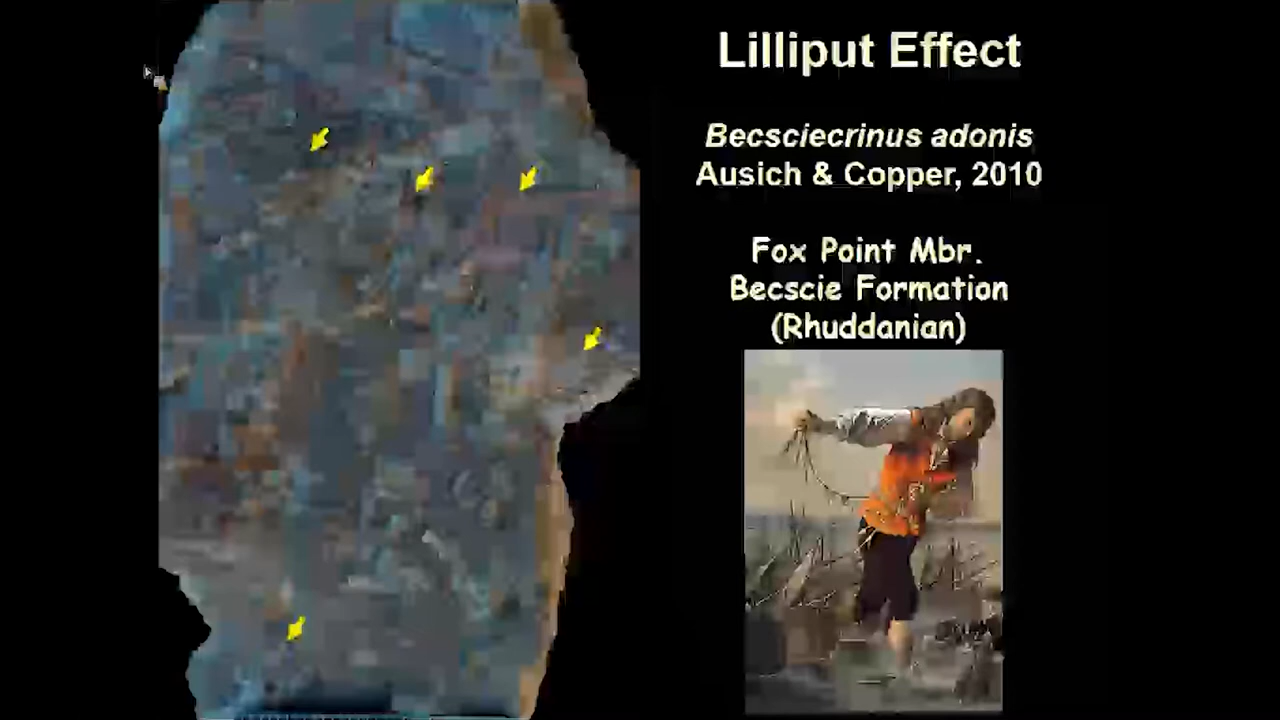 Lilliput Effect
Becsciecrinus adonis
Ausich & Copper, 2010
Fox Point Mbr.
Becscie Formation
(Rhuddanian)